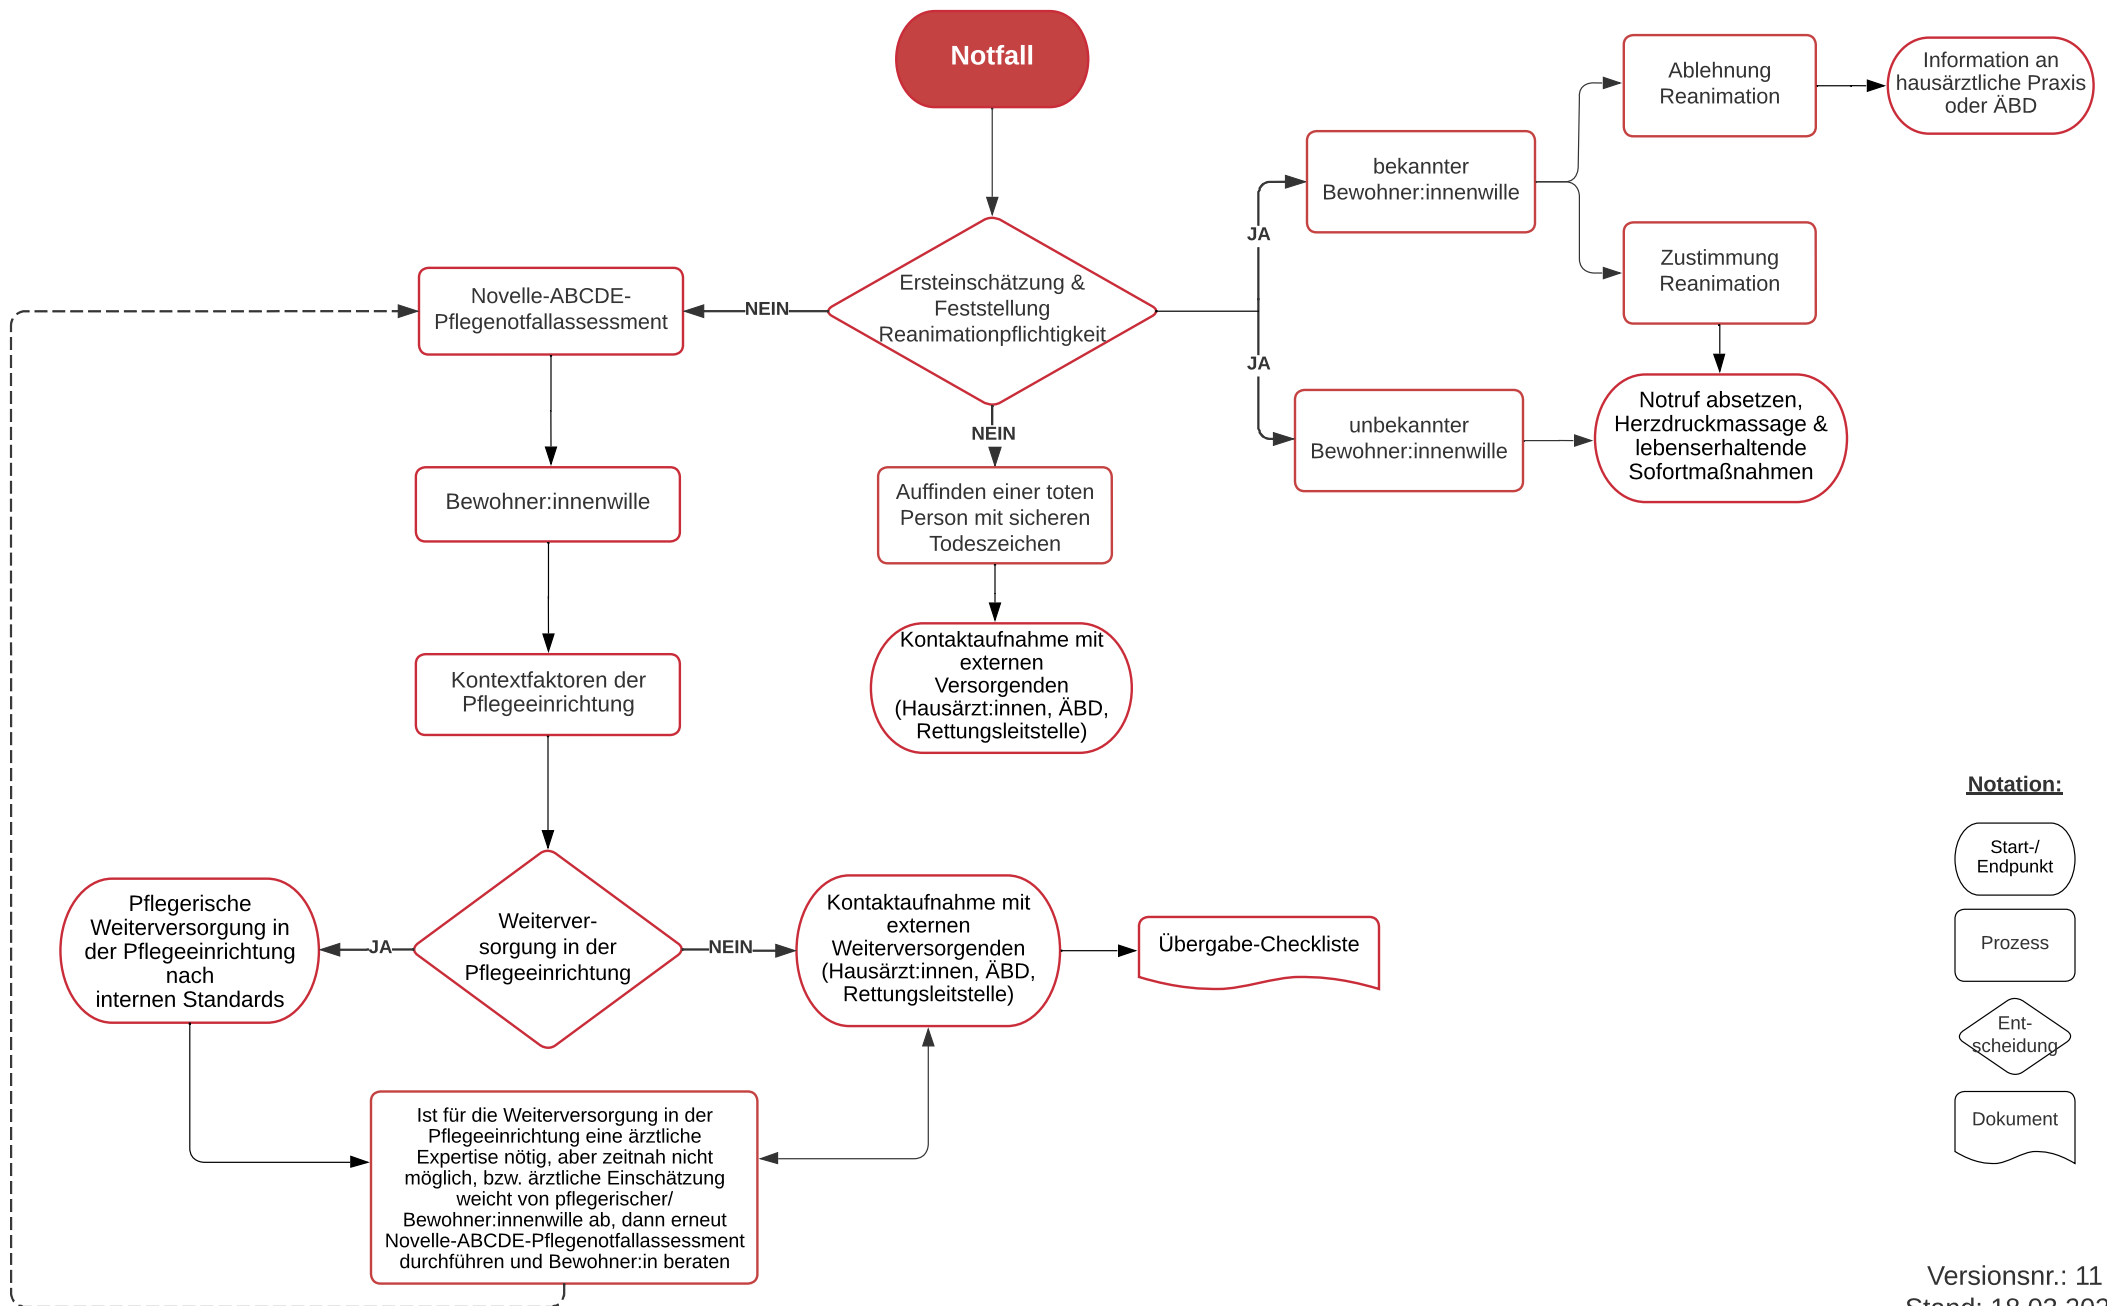 Notfall
Ablehnung
Reanimation
Information an
hausärztliche Praxis
oder ÄBD
bekannter
Bewohner:innenwille
JA
Zustimmung
Reanimation
Ersteinschätzung &
Feststellung
Reanimationpflichtigkeit
NEIN
Novelle-ABCDE-
Pflegenotfallassessment
JA
unbekannter
Bewohner:innenwille
Notruf absetzen,
Herzdruckmassage &
lebenserhaltende
Sofortmaßnahmen
NEIN
Auffinden einer toten
Person mit sicheren
Todeszeichen
Bewohner:innenwille
Kontaktaufnahme mit
externen
Versorgenden
(Hausärzt:innen, ÄBD,
Rettungsleitstelle)
Kontextfaktoren der
Pflegeeinrichtung
Pflegerische
Weiterversorgung in
der Pflegeeinrichtung
nach
internen Standards
JA
Weiterver-
sorgung in der
Pflegeeinrichtung
NEIN
Kontaktaufnahme mit
externen
Weiterversorgenden
(Hausärzt:innen, ÄBD,
Rettungsleitstelle)
Übergabe-Checkliste
Ist für die Weiterversorgung in der
Pflegeeinrichtung eine ärztliche
Expertise nötig, aber zeitnah nicht
möglich, bzw. ärztliche Einschätzung
weicht von pflegerischer/
Bewohner:innenwille ab, dann erneut
Novelle-ABCDE-Pflegenotfallassessment
durchführen und Bewohner:in beraten
Notation:
Start-/
Endpunkt
Prozess
Ent-
scheidung
Dokument
Versionsnr.: 11
Stand: